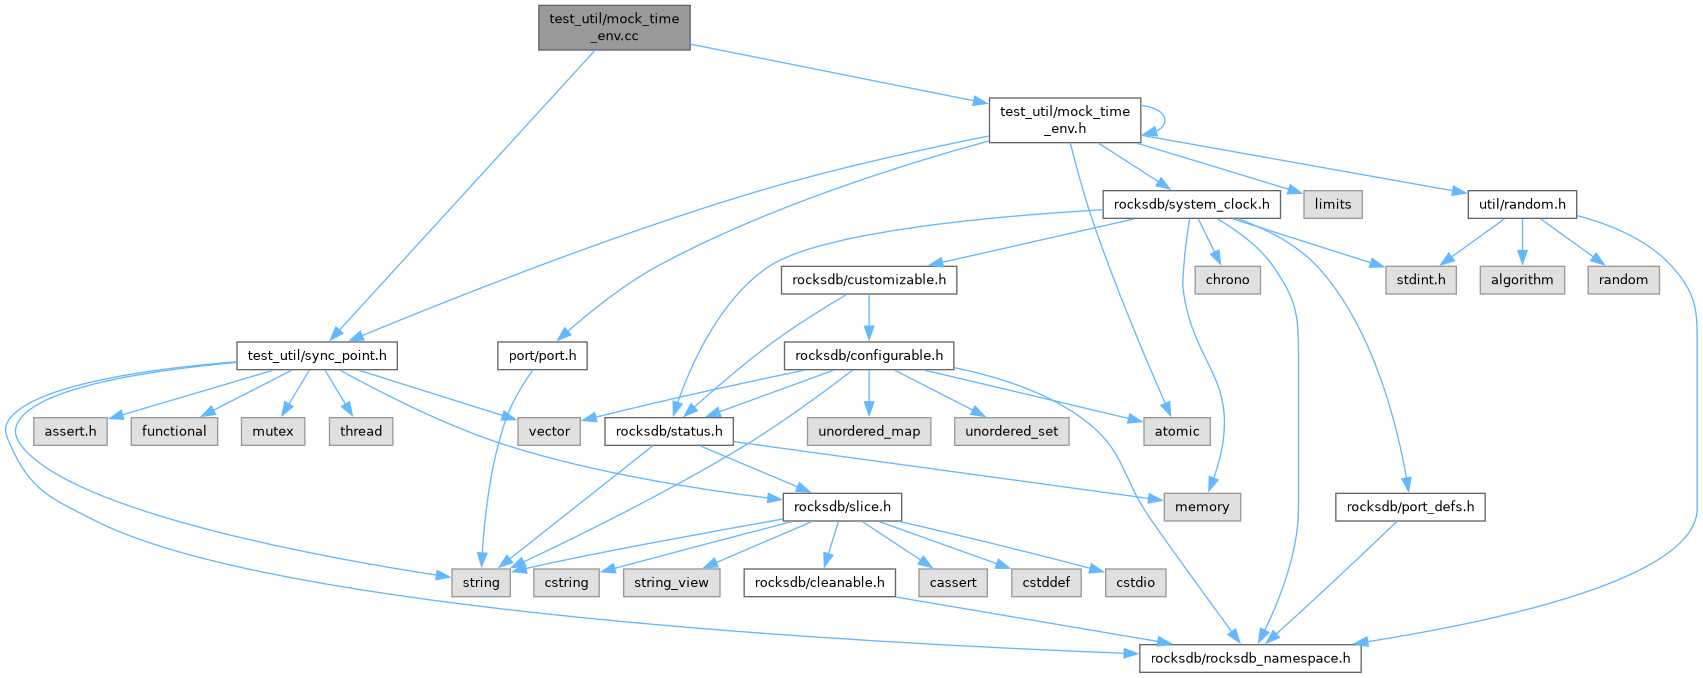 test_util/mock_time
_env.cc
test_util/mock_time
_env.h
rocksdb/system_clock.h
limits
util/random.h
rocksdb/customizable.h
chrono
stdint.h
algorithm
random
test_util/sync_point.h
port/port.h
rocksdb/configurable.h
assert.h
functional
mutex
thread
vector
rocksdb/status.h
unordered_map
unordered_set
atomic
rocksdb/slice.h
memory
rocksdb/port_defs.h
string
cstring
string_view
rocksdb/cleanable.h
cassert
cstddef
cstdio
rocksdb/rocksdb_namespace.h